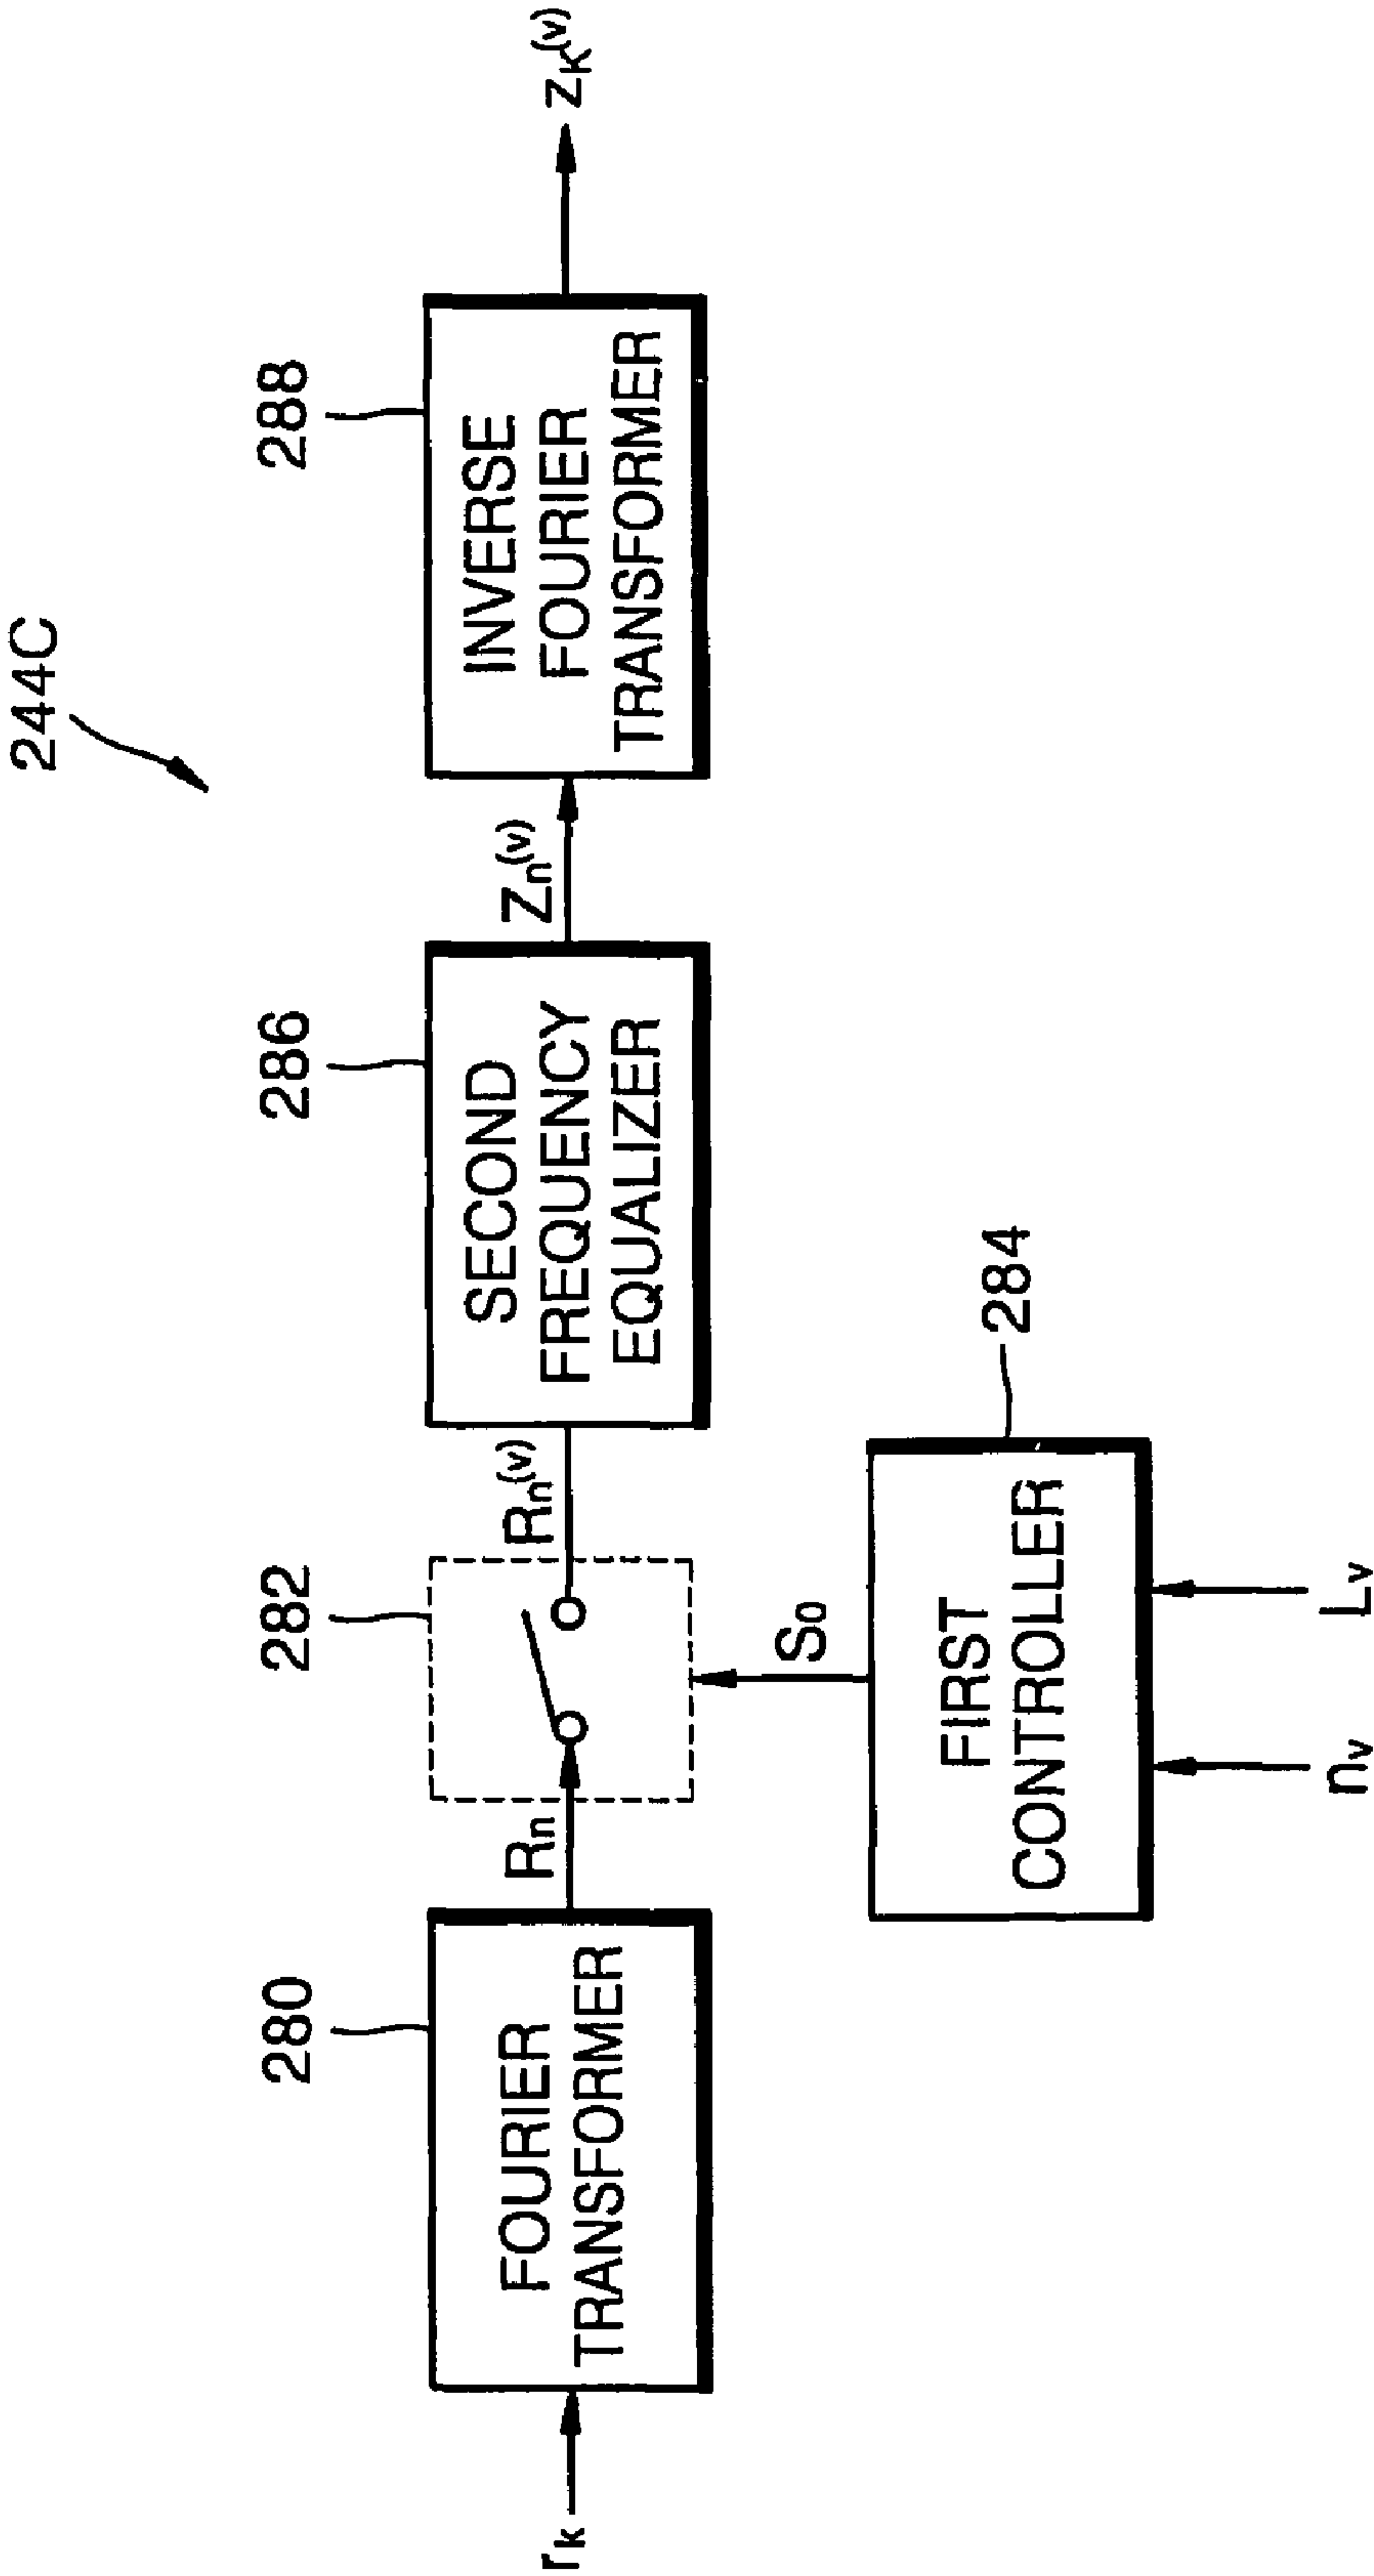 244C
280
282
286
288
r_k
FOURIER
TRANSFORMER
R_n
R_n^(v)
SECOND
FREQUENCY
EQUALIZER
Z_n^(v)
INVERSE
FOURIER
TRANSFORMER
z_k^(v)
S_0
284
FIRST
CONTROLLER
n_v
L_v